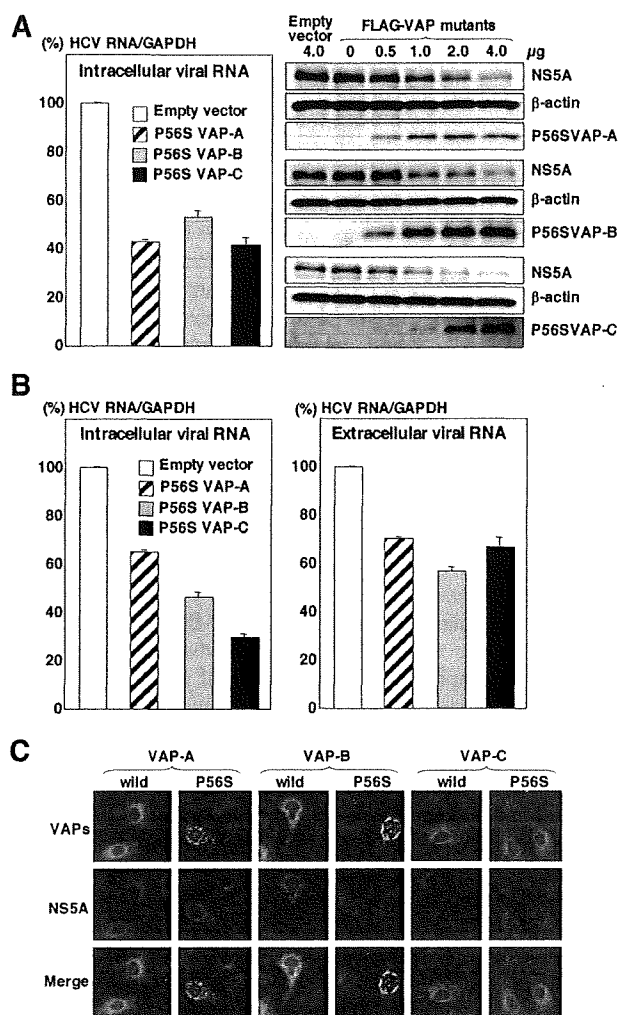 A
(%) HCV RNA/GAPDH
Intracellular viral RNA
Empty vector
P56S VAP-A
P56S VAP-B
P56S VAP-C
100
80
60
40
20
0
Empty vector
FLAG-VAP mutants
4.0 0 0.5 1.0 2.0 4.0 μg
NS5A
β-actin
P56SVAP-A
NS5A
β-actin
P56SVAP-B
NS5A
β-actin
P56SVAP-C
B
(%) HCV RNA/GAPDH
Intracellular viral RNA
Empty vector
P56S VAP-A
P56S VAP-B
P56S VAP-C
100
80
60
40
20
0
(%) HCV RNA/GAPDH
Extracellular viral RNA
100
80
60
40
20
0
C
VAP-A VAP-B VAP-C
wild P56S wild P56S wild P56S
VAPs
NS5A
Merge